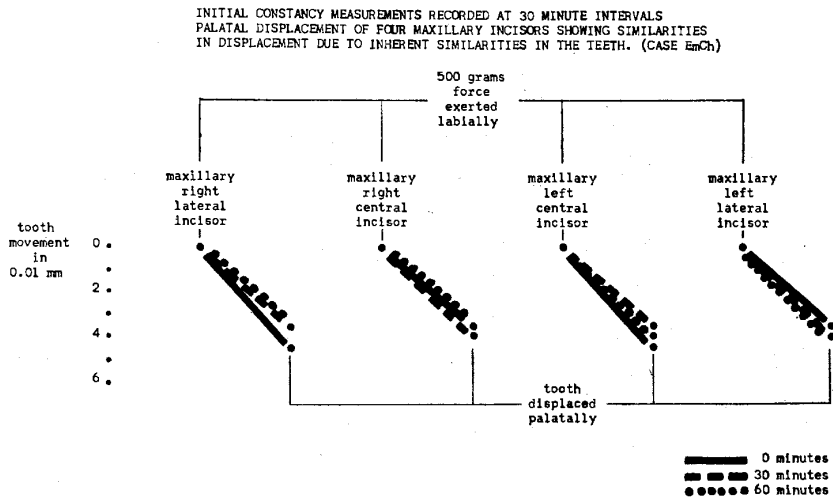 INITIAL CONSTANCY MEASUREMENTS RECORDED AT 30 MINUTE INTERVALS
PALATAL DISPLACEMENT OF FOUR MAXILLARY INCISORS SHOWING SIMILARITIES
IN DISPLACEMENT DUE TO INHERENT SIMILARITIES IN THE TEETH. (CASE EmCh)
500 grams
force
exerted
labially
maxillary
right
lateral
incisor
maxillary
right
central
incisor
maxillary
left
central
incisor
maxillary
left
lateral
incisor
tooth
movement
in
0.01 mm
0
2
4
6
tooth
displaced
palatally
0 minutes
30 minutes
60 minutes